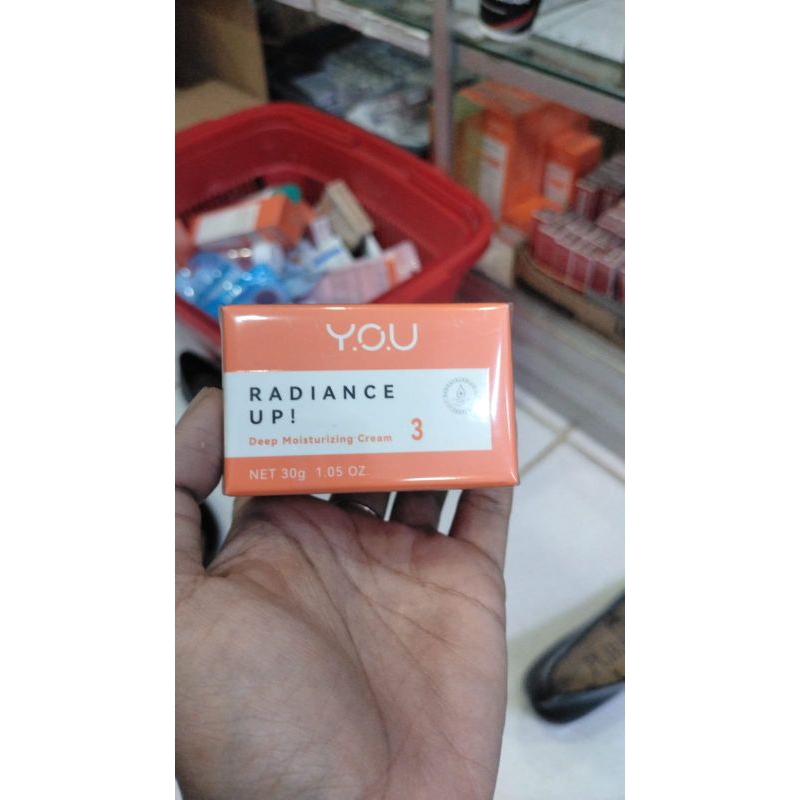 Y.O.U
RADIANCE
UP!
Deep Moisturizing Cream 3
NET 30g 1.05 OZ.